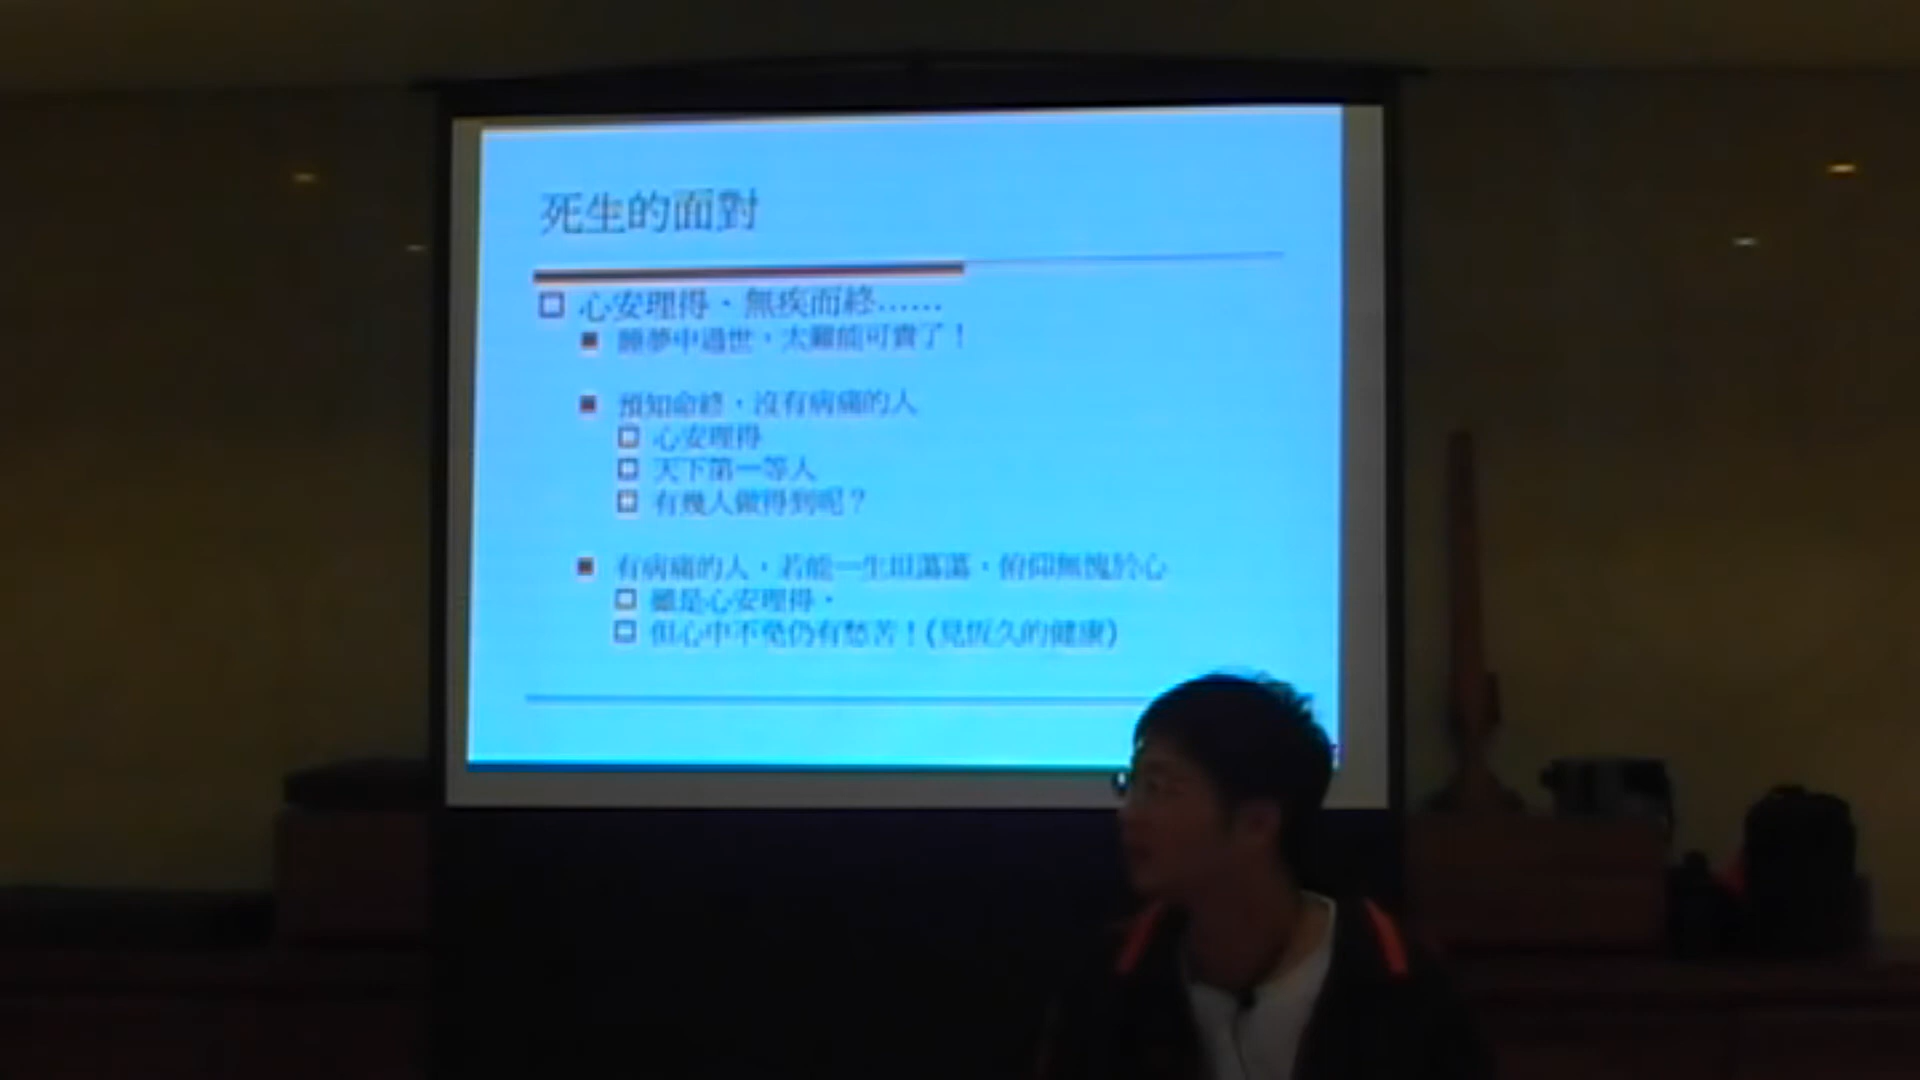 死生的面對
心安理得、無疾而終……
睡夢中過世,太難能可貴了!
預知命終,沒有病痛的人
心安理得
天下第一等人
有幾人做得到呢?
有病痛的人,若能一生坦蕩蕩,俯仰無愧於心
雖是心安理得,
但心中不免仍有愁苦!(見恆久的健康)